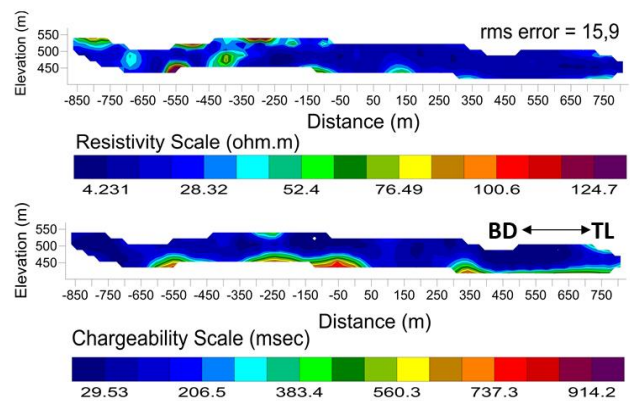 rms error = 15,9
Elevation (m)
550
500
450
-850 -750 -650 -550 -450 -350 -250 -150 -50 50 150 250 350 450 550 650 750
Distance (m)
Resistivity Scale (ohm.m)
4.231 28.32 52.4 76.49 100.6 124.7
Elevation (m)
550
500
450
BD TL
-850 -750 -650 -550 -450 -350 -250 -150 -50 50 150 250 350 450 550 650 750
Distance (m)
Chargeability Scale (msec)
29.53 206.5 383.4 560.3 737.3 914.2